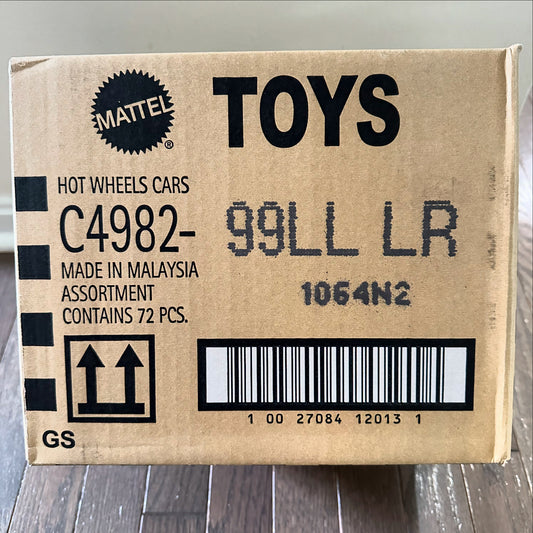 MATTEL
®
TOYS
HOT WHEELS CARS
C4982- 99LL LR
MADE IN MALAYSIA
ASSORTMENT
CONTAINS 72 PCS.
1064N2
1 00 27084 12013 1
GS